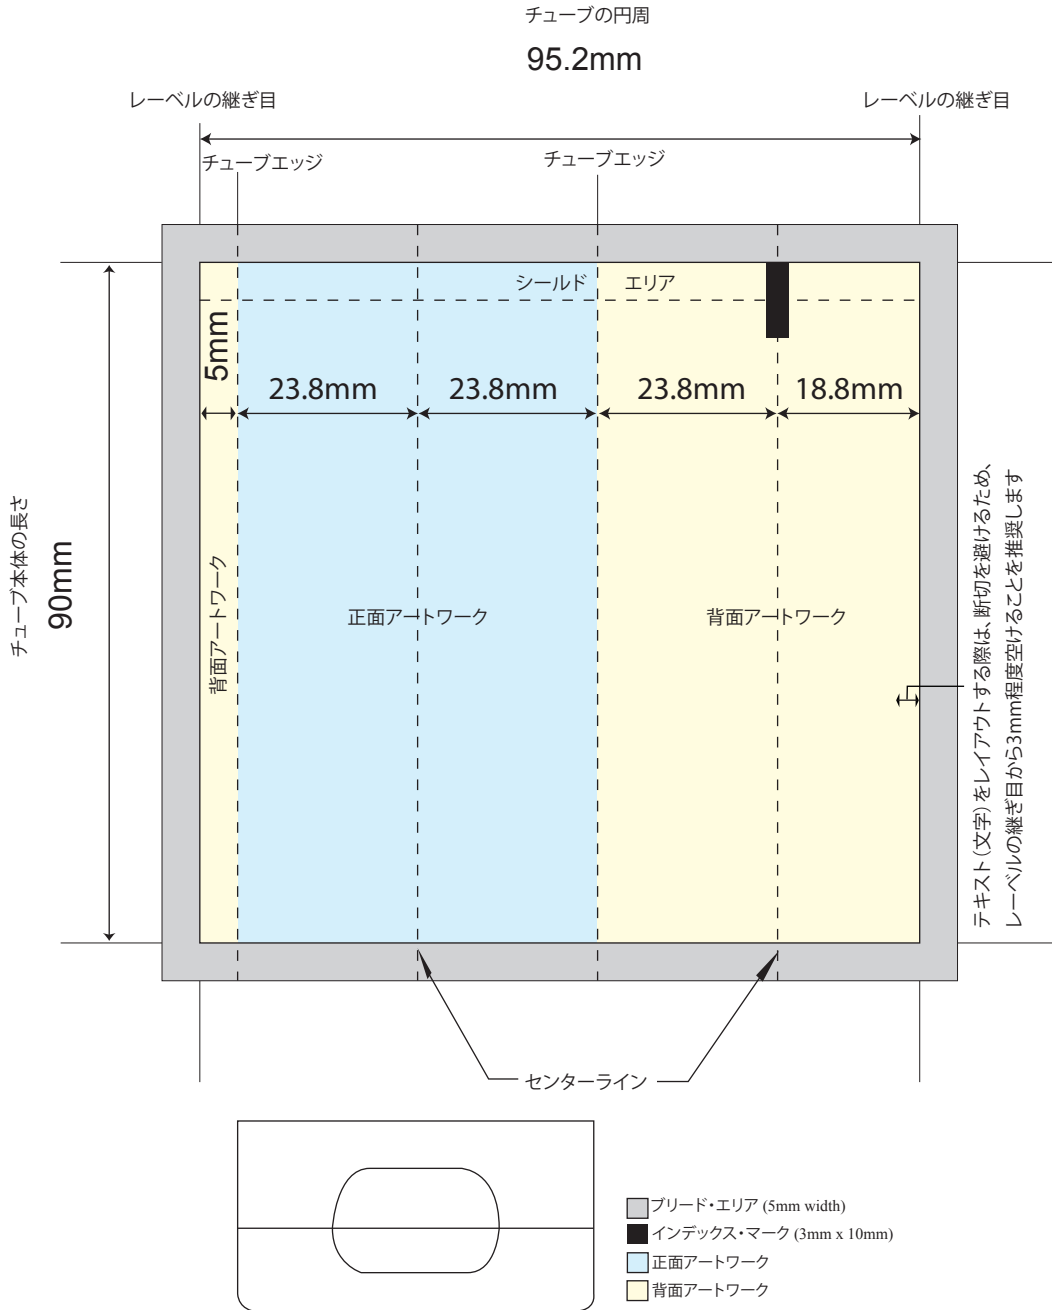 チューブの円周
95.2mm
レーベルの継ぎ目
レーベルの継ぎ目
チューブエッジ
チューブエッジ
シールド エリア
5mm
23.8mm
23.8mm
23.8mm
18.8mm
チューブ本体の長さ
90mm
背面アートワーク
正面アートワーク
背面アートワーク
テキスト(文字)をレイアウトする際は、断切を避けるため、
レーベルの継ぎ目から3mm程度空けることを推奨します
センターライン
ブリード・エリア (5mm width)
インデックス・マーク (3mm x 10mm)
正面アートワーク
背面アートワーク